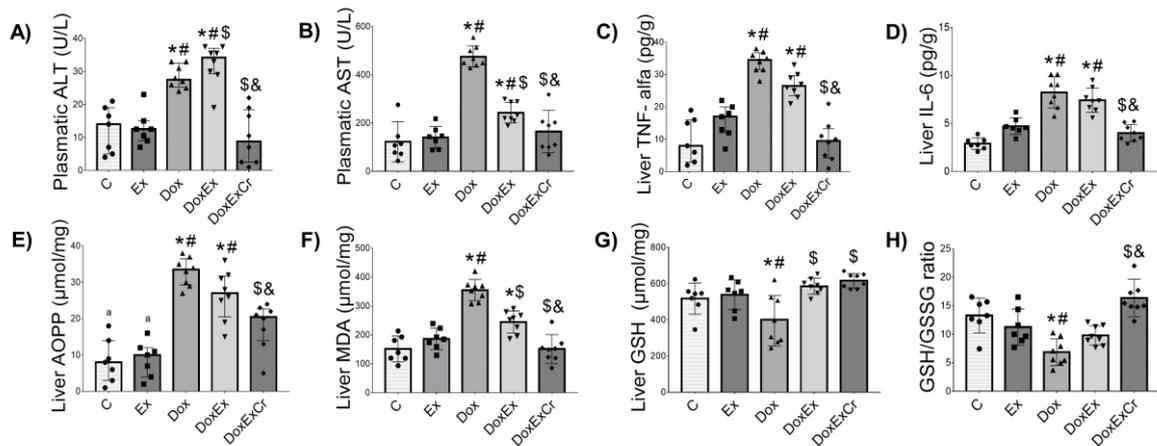 A)
Plasmatic ALT (U/L)
40
30
20
10
0
*#
*#$
$&
C
Ex
Dox
DoxEx
DoxExCr
B)
Plasmatic AST (U/L)
600
400
200
0
*#
*#$
$&
C
Ex
Dox
DoxEx
DoxExCr
C)
Liver TNF- alfa (pg/g)
40
30
20
10
0
*#
*#
$&
C
Ex
Dox
DoxEx
DoxExCr
D)
Liver IL-6 (pg/g)
15
10
5
0
*#
*#
$&
C
Ex
Dox
DoxEx
DoxExCr
E)
Liver AOPP (µmol/mg)
40
30
20
10
0
a
a
*#
*#
$&
C
Ex
Dox
DoxEx
DoxExCr
F)
Liver MDA (µmol/mg)
500
400
300
200
100
0
*#
*$
$&
C
Ex
Dox
DoxEx
DoxExCr
G)
Liver GSH (µmol/mg)
800
600
400
200
0
*#
$
$
C
Ex
Dox
DoxEx
DoxExCr
H)
GSH/GSSSG ratio
25
20
15
10
5
0
*#
$&
C
Ex
Dox
DoxEx
DoxExCr